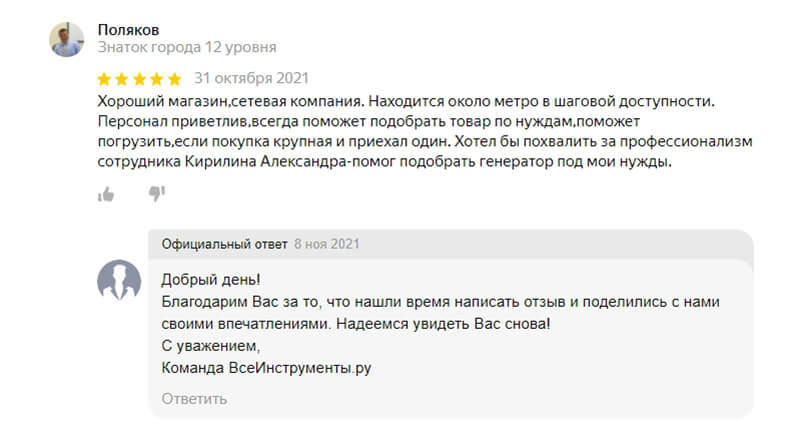 Поляков
Знаток города 12 уровня
31 октября 2021
Хороший магазин,сетевая компания. Находится около метро в шаговой доступности.
Персонал приветлив,всегда поможет подобрать товар по нуждам,поможет
погрузить,если покупка крупная и приехал один. Хотел бы похвалить за профессионализм
сотрудника Кирилина Александра-помог подобрать генератор под мои нужды.
Официальный ответ 8 ноя 2021
Добрый день!
Благодарим Вас за то, что нашли время написать отзыв и поделились с нами
своими впечатлениями. Надеемся увидеть Вас снова!
С уважением,
Команда ВсеИнструменты.ру
Ответить